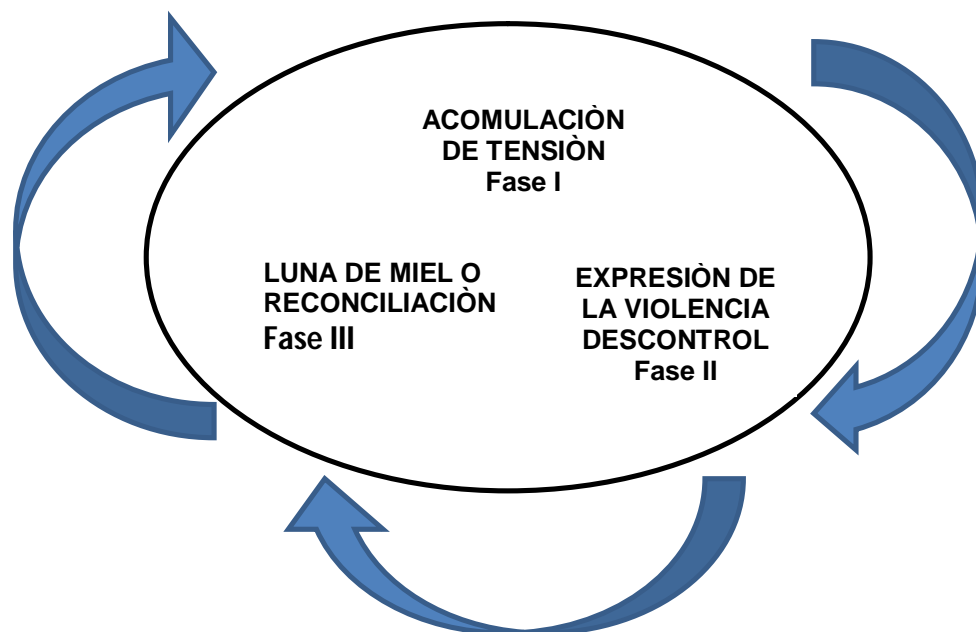 ACOMULACIÒN
DE TENSIÒN
Fase I
LUNA DE MIEL O
RECONCILIACIÒN
Fase III
EXPRESIÒN DE
LA VIOLENCIA
DESCONTROL
Fase II